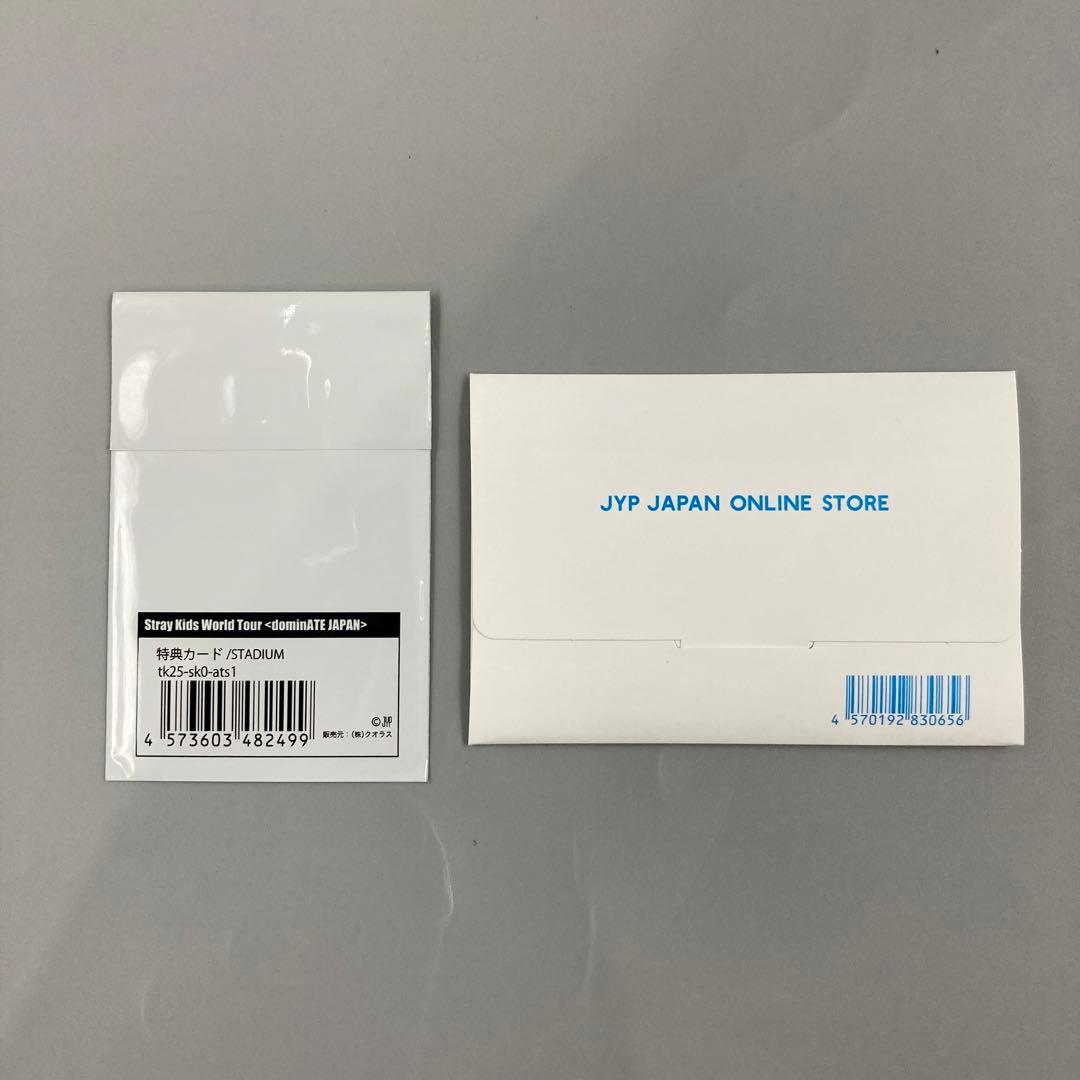 Stray Kids World Tour <dominATE JAPAN>
特典カード /STADIUM
tk25-sk0-ats1
©JYP
4 573603 482499
販売元：(株)クオラス
JYP JAPAN ONLINE STORE
4 570192 830656